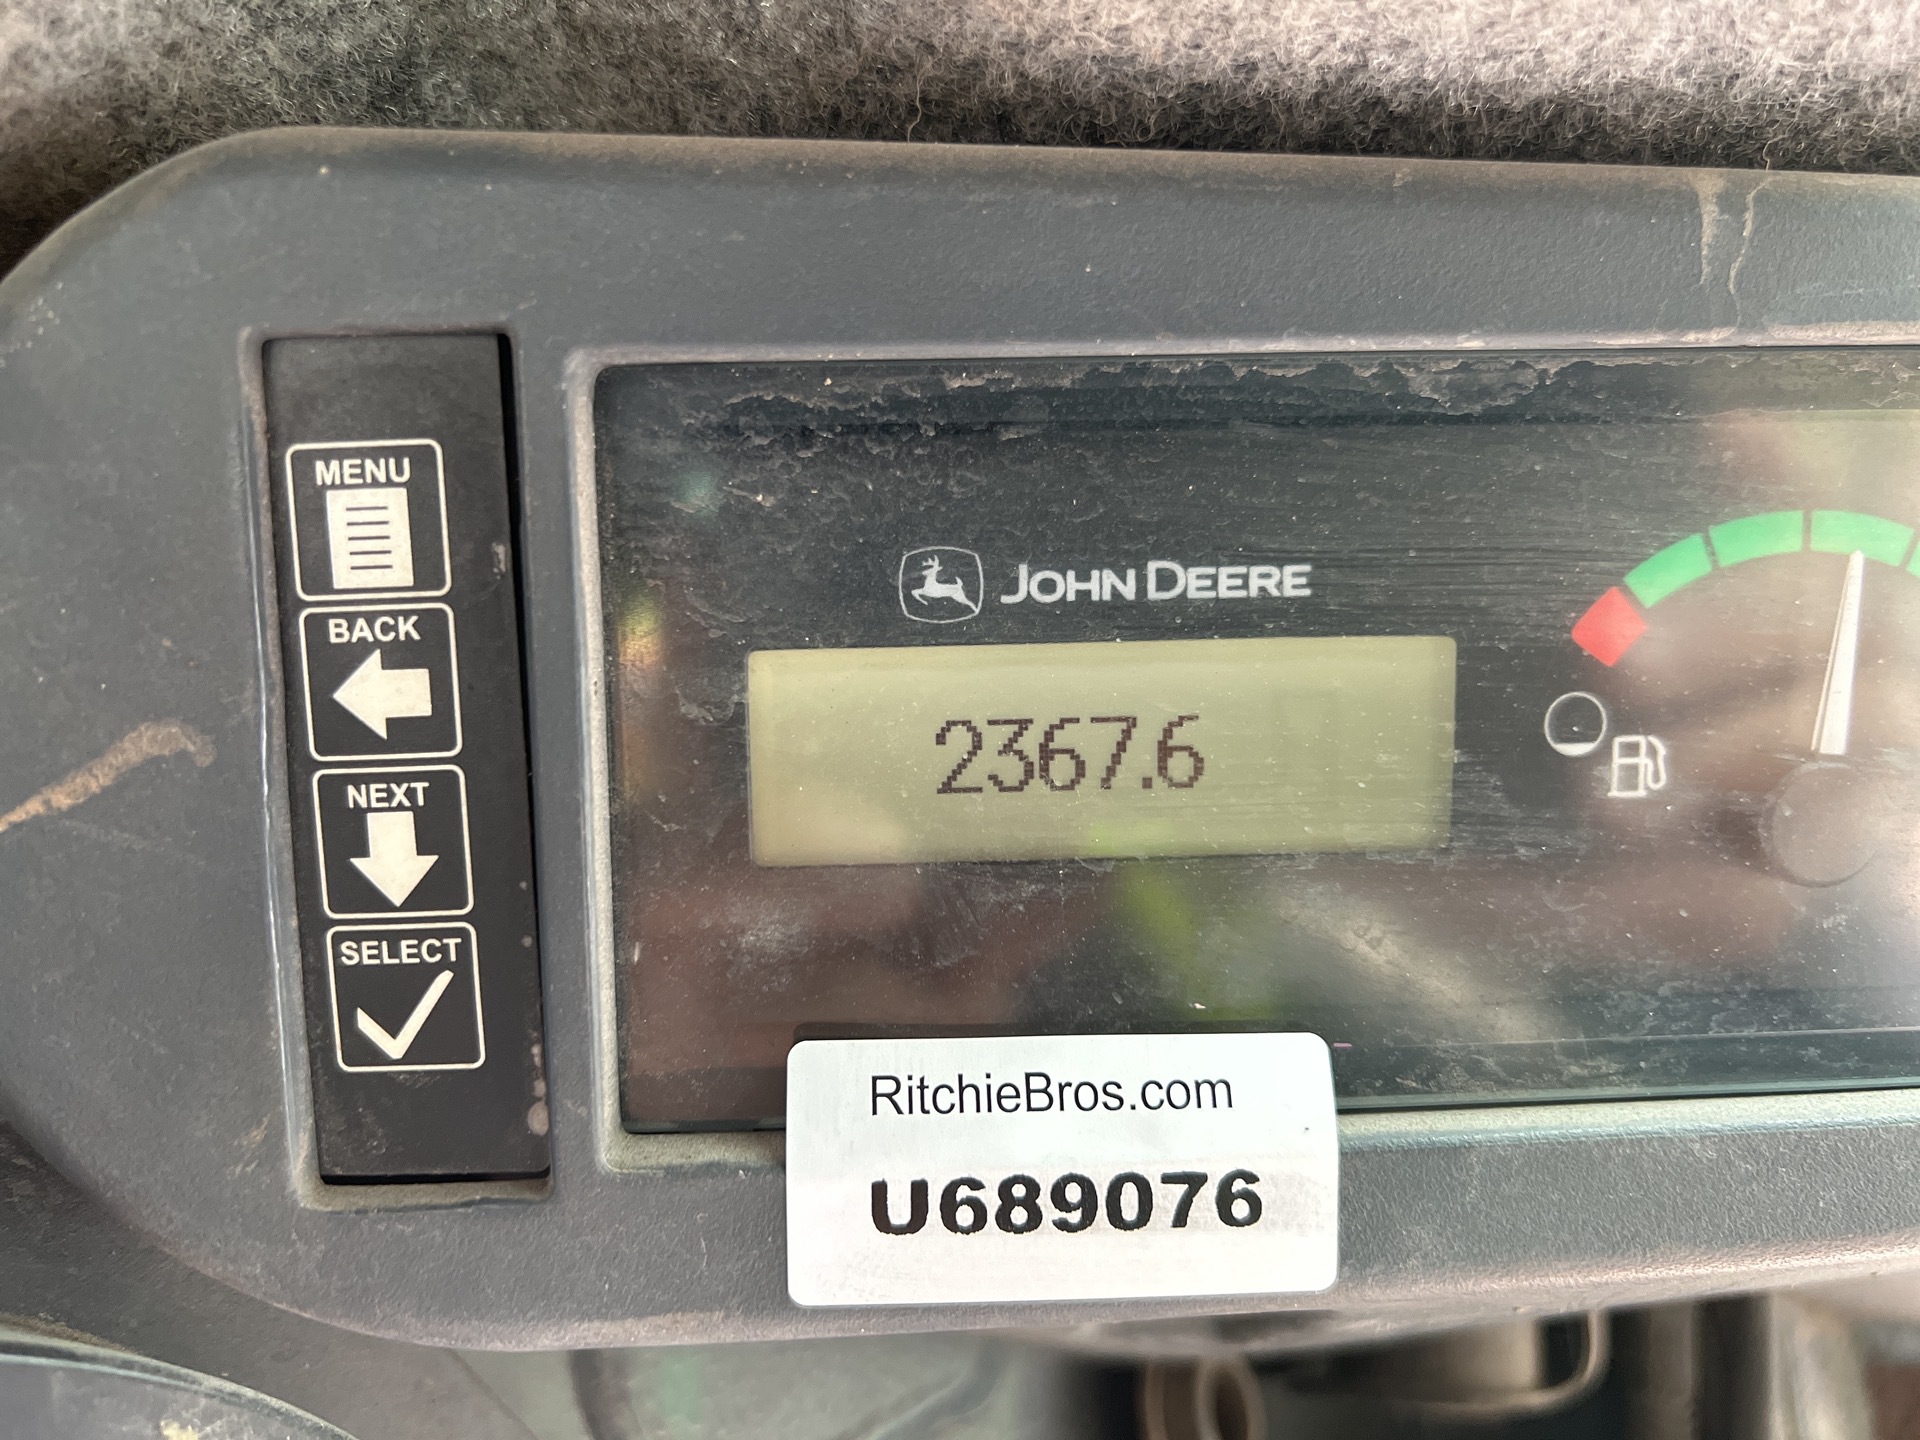 MENU
BACK
NEXT
SELECT
JOHN DEERE
2367.6
RitchieBros.com
U689076